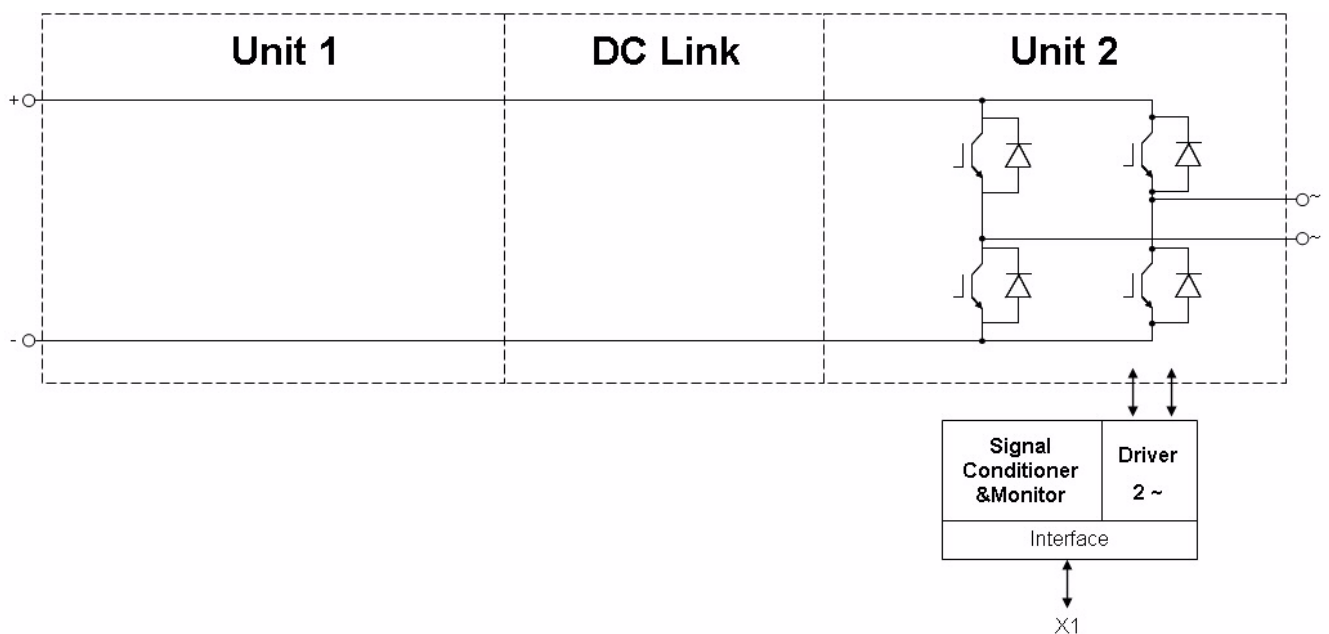 Unit 1
DC Link
Unit 2
+
~
~
-
Signal
Conditioner
&Monitor
Driver
2 ~
Interface
X1